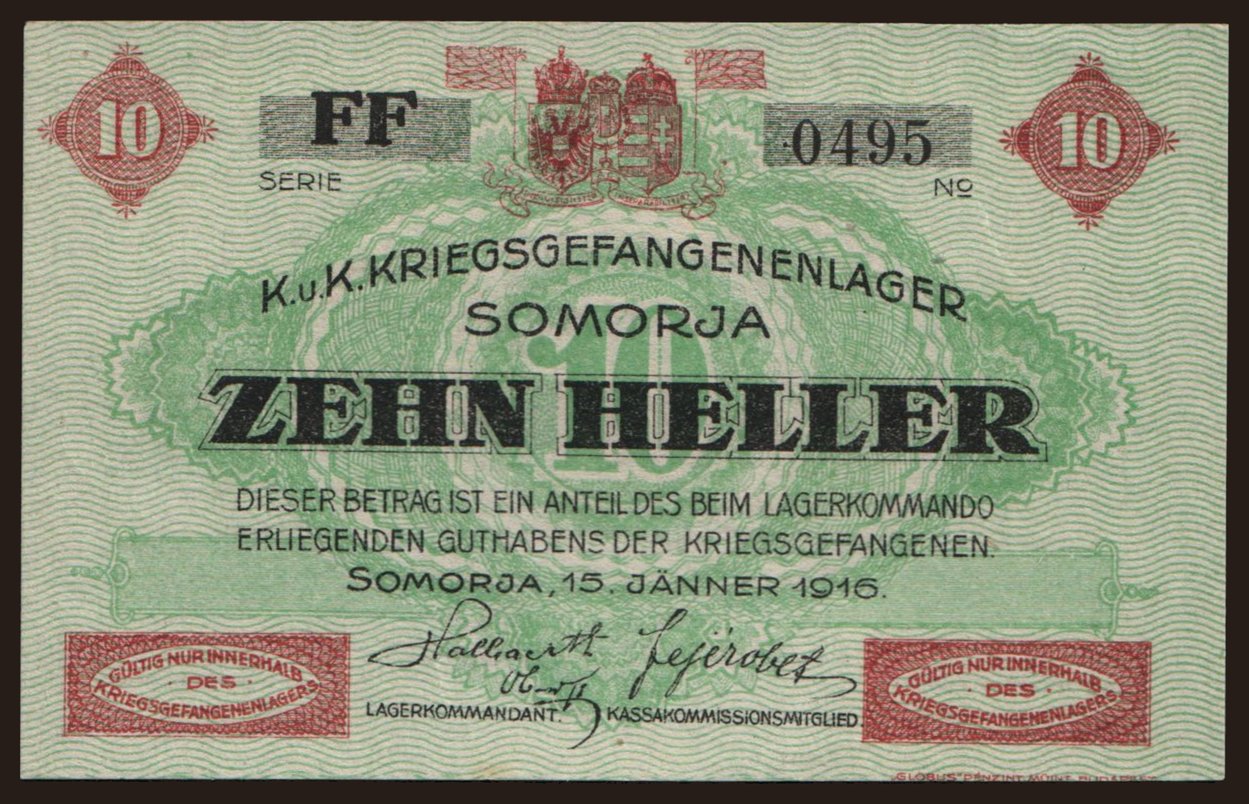 10 FF 0495 10
SERIE No
K.u.K. KRIEGSGEFANGENENLAGER
SOMORJA
10
ZEHN HELLER
DIESER BETRAG IST EIN ANTEIL DES BEIM LAGERKOMMANDO
ERLIEGENDEN GUTHABENS DER KRIEGSGEFANGENEN.
SOMORJA, 15. JÄNNER 1916.
GÜLTIG NUR INNERHALB
· DES ·
KRIEGSGEFANGENENLAGERS
LAGERKOMMANDANT. KASSAKOMMISSIONSMITGLIED
GÜLTIG NUR INNERHALB
· DES ·
KRIEGSGEFANGENENLAGERS
„GLOBUS" BUDAPEST